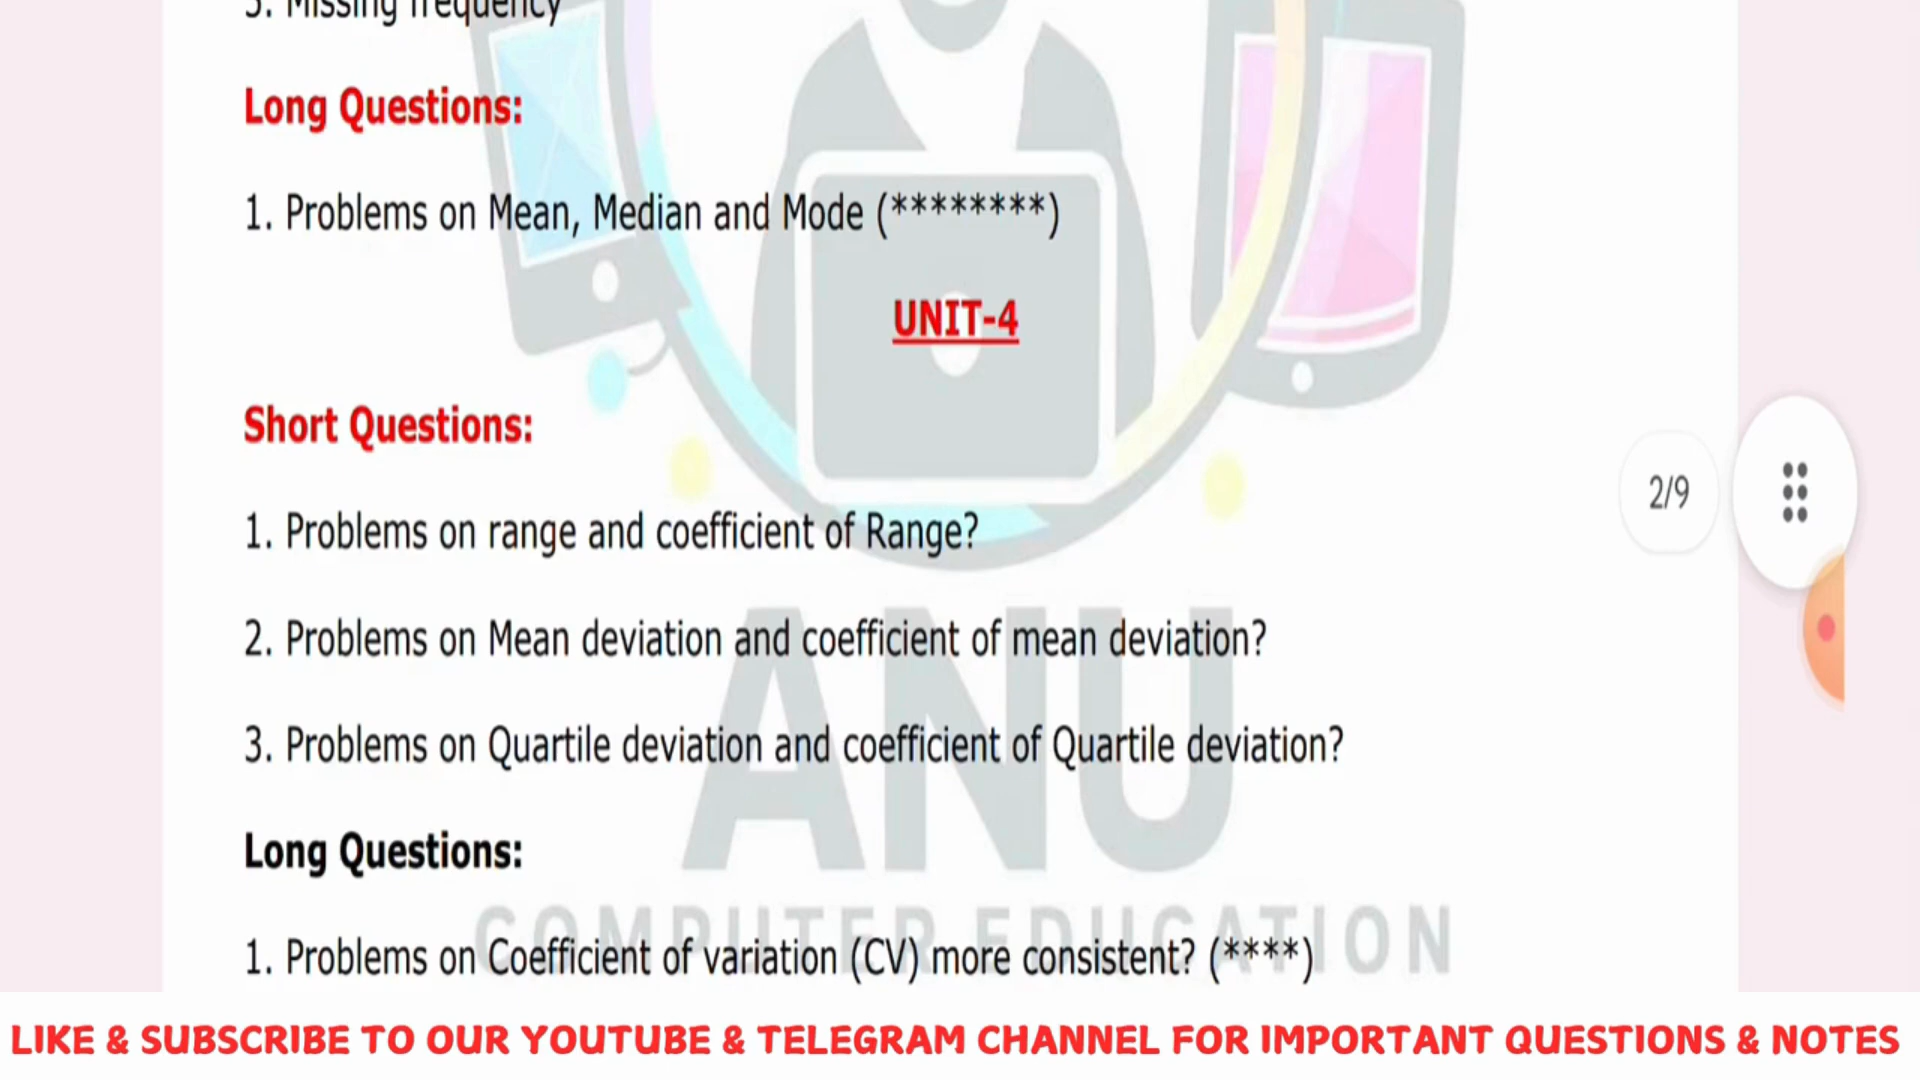 5. Missing frequency
Long Questions:
1. Problems on Mean, Median and Mode (********)
UNIT-4
Short Questions:
1. Problems on range and coefficient of Range?
2/9
2. Problems on Mean deviation and coefficient of mean deviation?
3. Problems on Quartile deviation and coefficient of Quartile deviation?
ANU
Long Questions:
COMPUTER EDUCATION
1. Problems on Coefficient of variation (CV) more consistent? (****)
LIKE & SUBSCRIBE TO OUR YOUTUBE & TELEGRAM CHANNEL FOR IMPORTANT QUESTIONS & NOTES